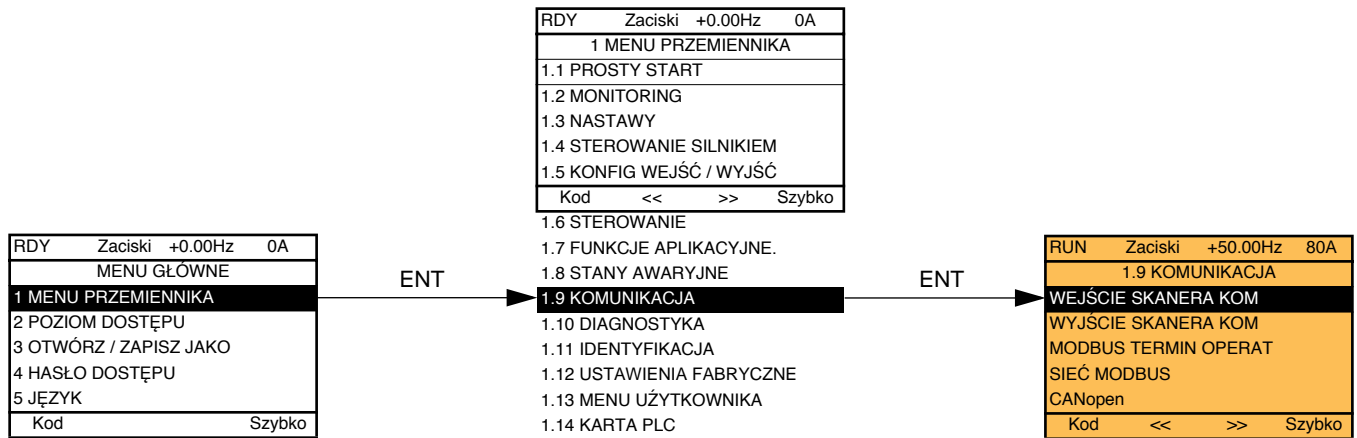 RDY Zaciski +0.00Hz 0A
MENU GŁÓWNE
1 MENU PRZEMIENNIKA
2 POZIOM DOSTĘPU
3 OTWÓRZ / ZAPISZ JAKO
4 HASŁO DOSTĘPU
5 JĘZYK
Kod Szybko
ENT
RDY Zaciski +0.00Hz 0A
1 MENU PRZEMIENNIKA
1.1 PROSTY START
1.2 MONITORING
1.3 NASTAWY
1.4 STEROWANIE SILNIKIEM
1.5 KONFIG WEJŚĆ / WYJŚĆ
Kod << >> Szybko
1.6 STEROWANIE
1.7 FUNKCJE APLIKACYJNE.
1.8 STANY AWARYJNE
1.9 KOMUNIKACJA
1.10 DIAGNOSTYKA
1.11 IDENTYFIKACJA
1.12 USTAWIENIA FABRYCZNE
1.13 MENU UŻYTKOWNIKA
1.14 KARTA PLC
ENT
RUN Zaciski +50.00Hz 80A
1.9 KOMUNIKACJA
WEJŚCIE SKANERA KOM
WYJŚCIE SKANERA KOM
MODBUS TERMIN OPERAT
SIEĆ MODBUS
CANopen
Kod << >> Szybko